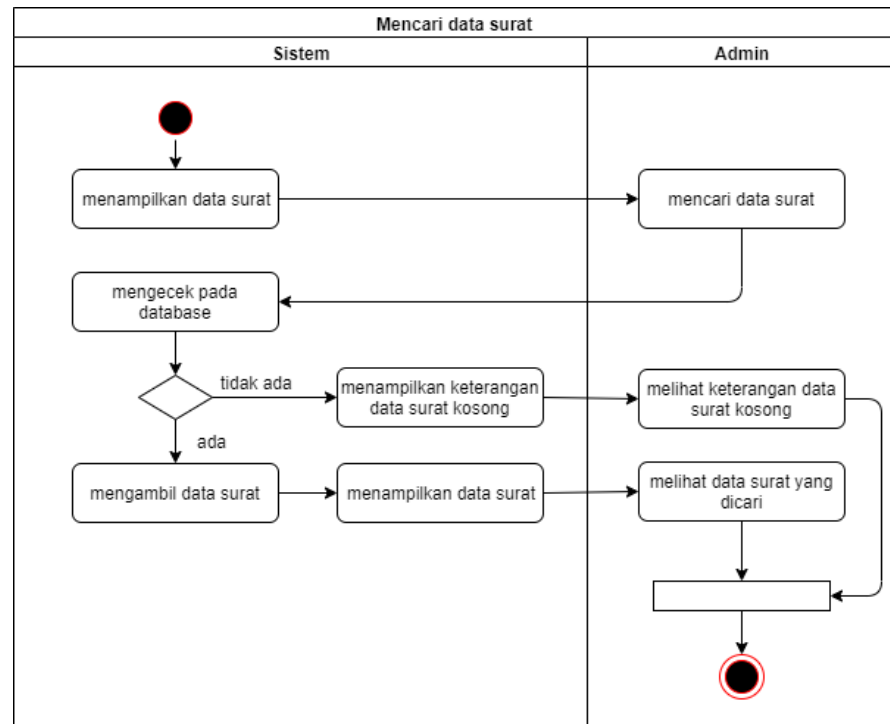 Mencari data surat
Sistem
Admin
menampilkan data surat
mencari data surat
mengecek pada
database
tidak ada
menampilkan keterangan
data surat kosong
melihat keterangan data
surat kosong
ada
mengambil data surat
menampilkan data surat
melihat data surat yang
dicari